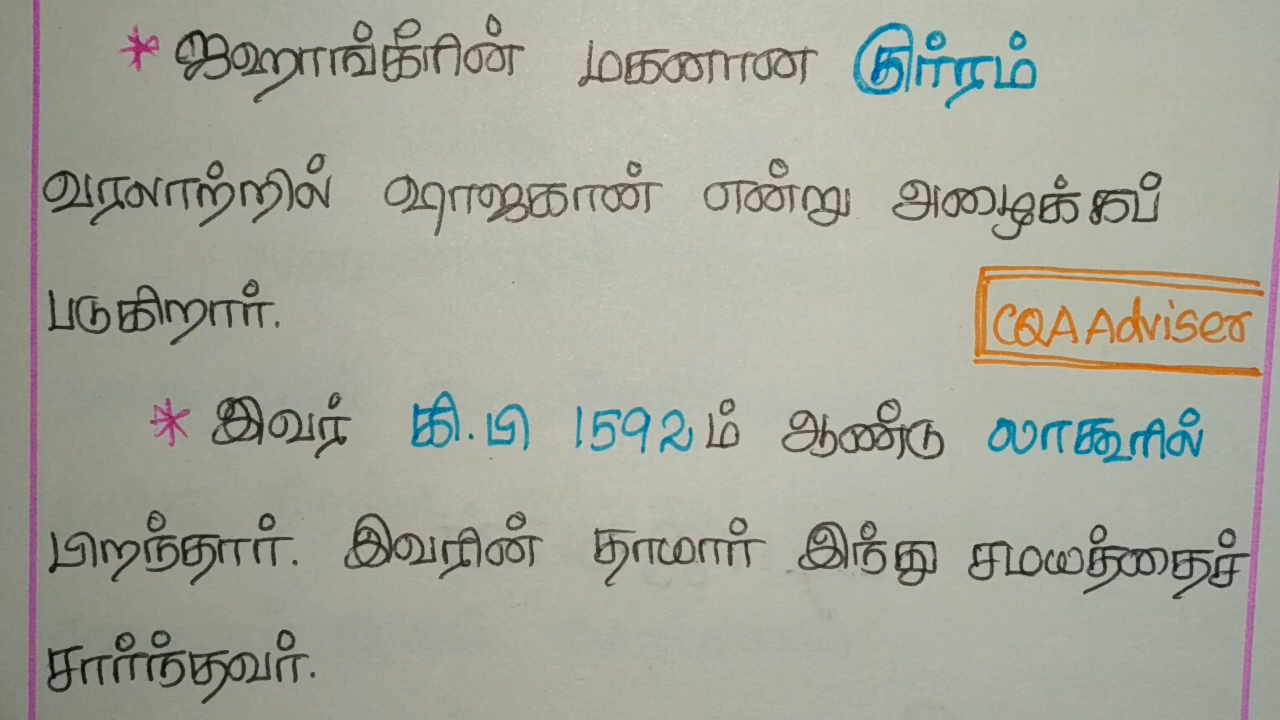 * ஜஹாங்கீரின் மகனான குர்ரம்
வரலாற்றில் ஷாஜகாண் என்று அழைக்கப்
படுகிறார்.
CQA Adviser
* இவர் கி.பி 1592ம் ஆண்டு லாகூரில்
பிறந்தார். இவரின் தாமார் இந்து சமயத்தைச்
சார்ந்தவர்.